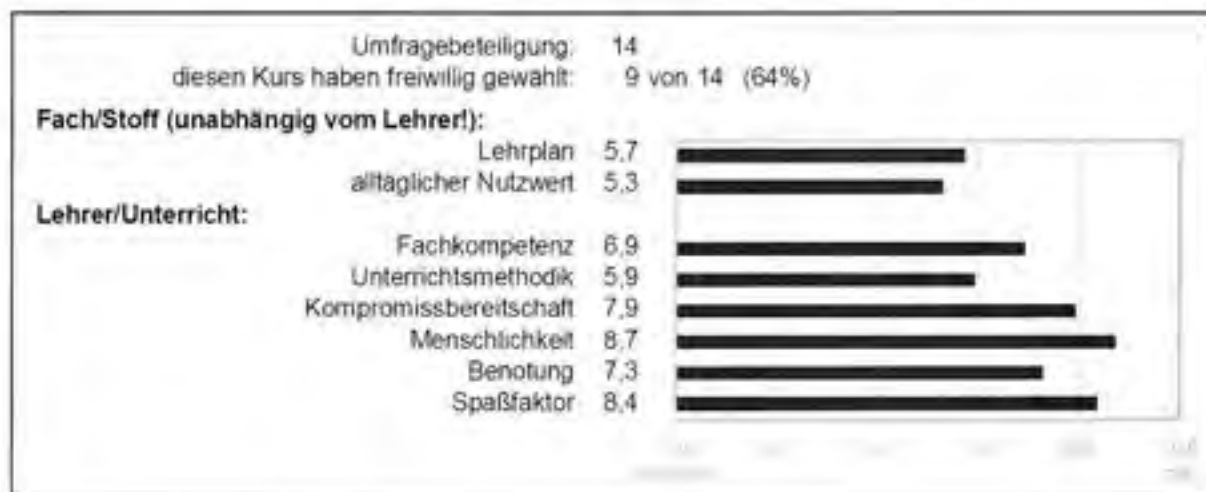 Umfragebeteiligung: 14
diesen Kurs haben freiwillig gewählt: 9 von 14 (64%)
Fach/Stoff (unabhängig vom Lehrer!):
Lehrplan 5,7
alltäglicher Nutzwert 5,3
Lehrer/Unterricht:
Fachkompetenz 6,9
Unterrichtsmethodik 5,9
Kompromissbereitschaft 7,9
Menschlichkeit 8,7
Benotung 7,3
Spaßfaktor 8,4